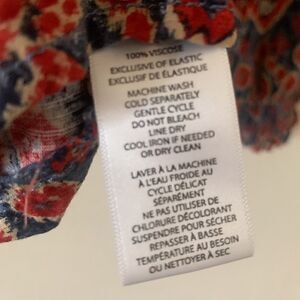 100% VISCOSE
EXCLUSIVE OF ELASTIC
EXCLUSIF DE ÉLASTIQUE
MACHINE WASH
COLD SEPARATELY
GENTLE CYCLE
DO NOT BLEACH
LINE DRY
COOL IRON IF NEEDED
OR DRY CLEAN
LAVER À LA MACHINE
À L'EAU FROIDE AU
CYCLE DÉLICAT
SÉPARÉMENT
NE PAS UTILISER DE
CHLORURE DÉCOLORANT
SUSPENDRE POUR SÉCHER
REPASSER À BASSE
TEMPÉRATURE AU BESOIN
OU NETTOYER À SEC